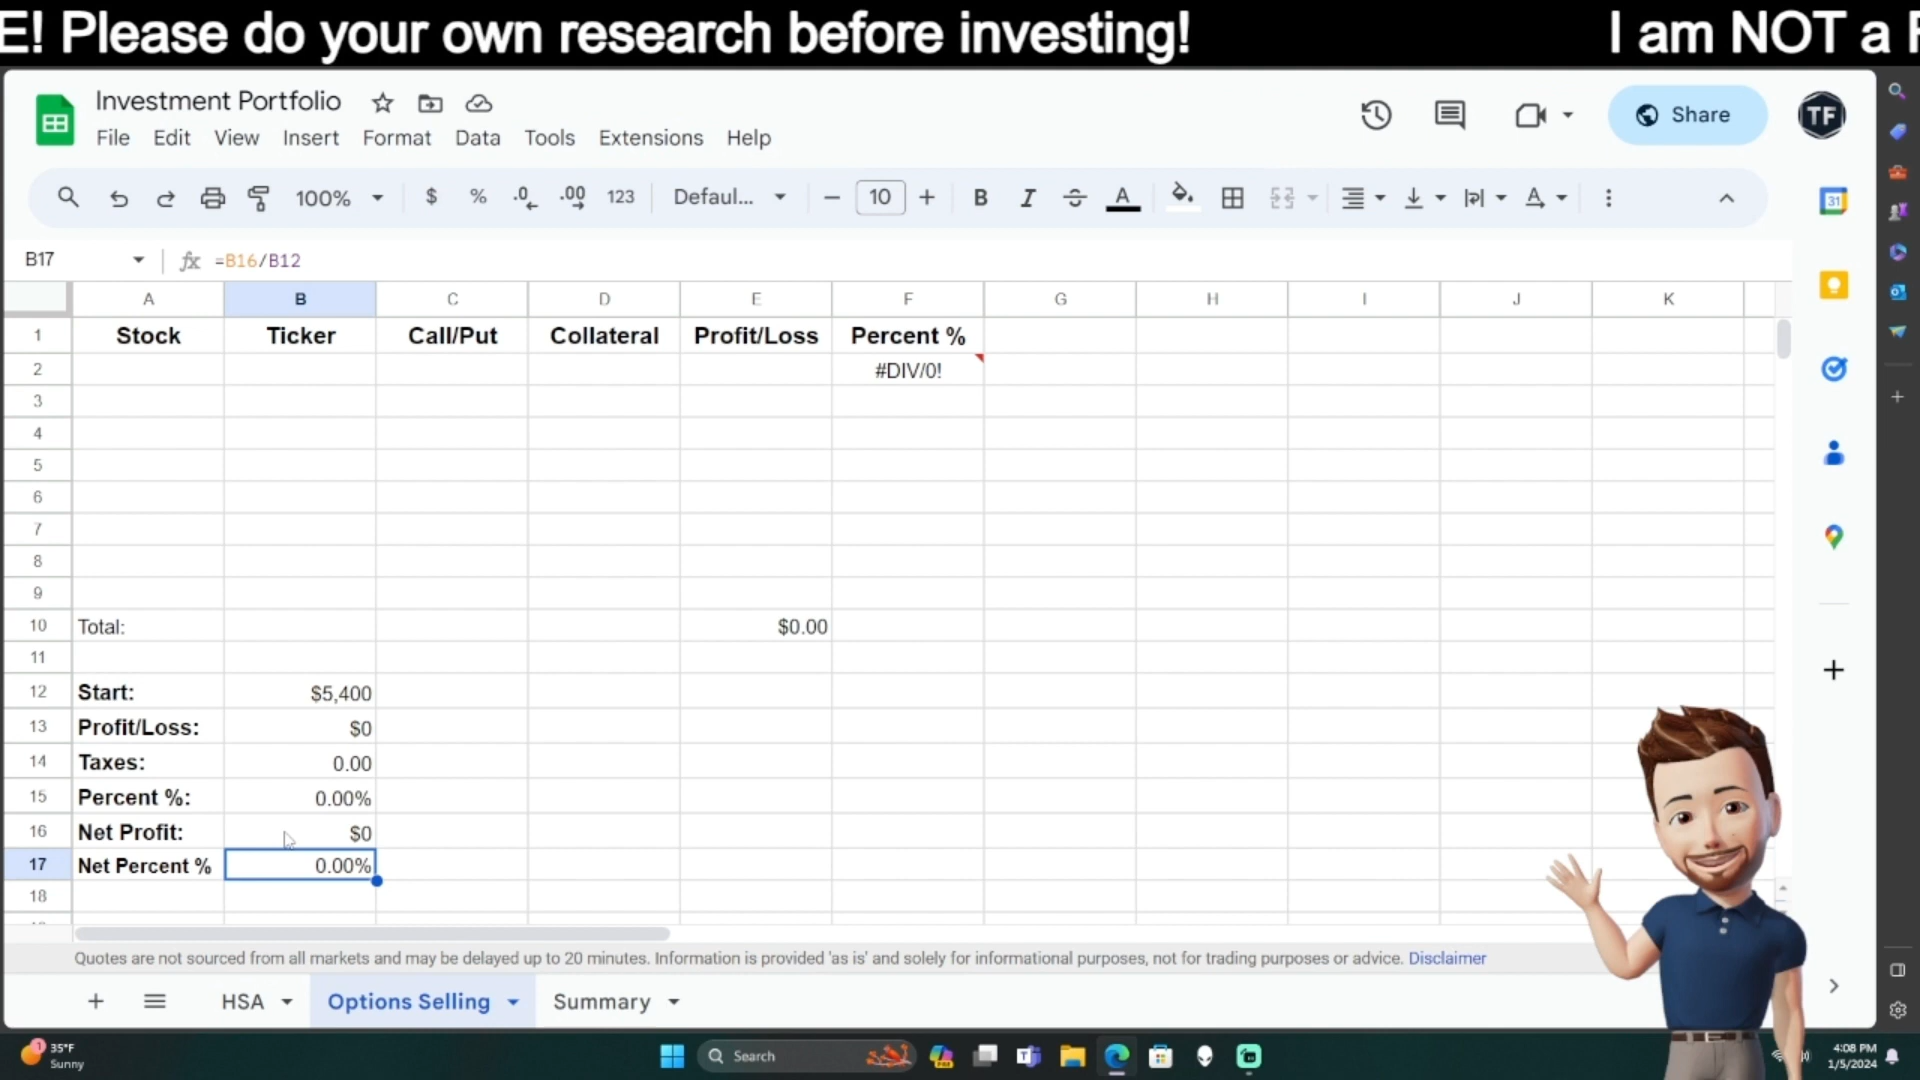 E! Please do your own research before investing! I am NOT a F
Investment Portfolio
File Edit View Insert Format Data Tools Extensions Help
Share
TF
100% $ % .0 .00 123 Defaul... 10 B I A
31
B17 fx =B16/B12
A B C D E F G H I J K
1 Stock Ticker Call/Put Collateral Profit/Loss Percent %
2 #DIV/0!
3
4
5
6
7
8
9
10 Total: $0.00
11
12 Start: $5,400
13 Profit/Loss: $0
14 Taxes: 0.00
15 Percent %: 0.00%
16 Net Profit: $0
17 Net Percent % 0.00%
18
Quotes are not sourced from all markets and may be delayed up to 20 minutes. Information is provided 'as is' and solely for informational purposes, not for trading purposes or advice. Disclaimer
HSA Options Selling Summary
1 35°F
Sunny
Search
4:08 PM
1/5/2024